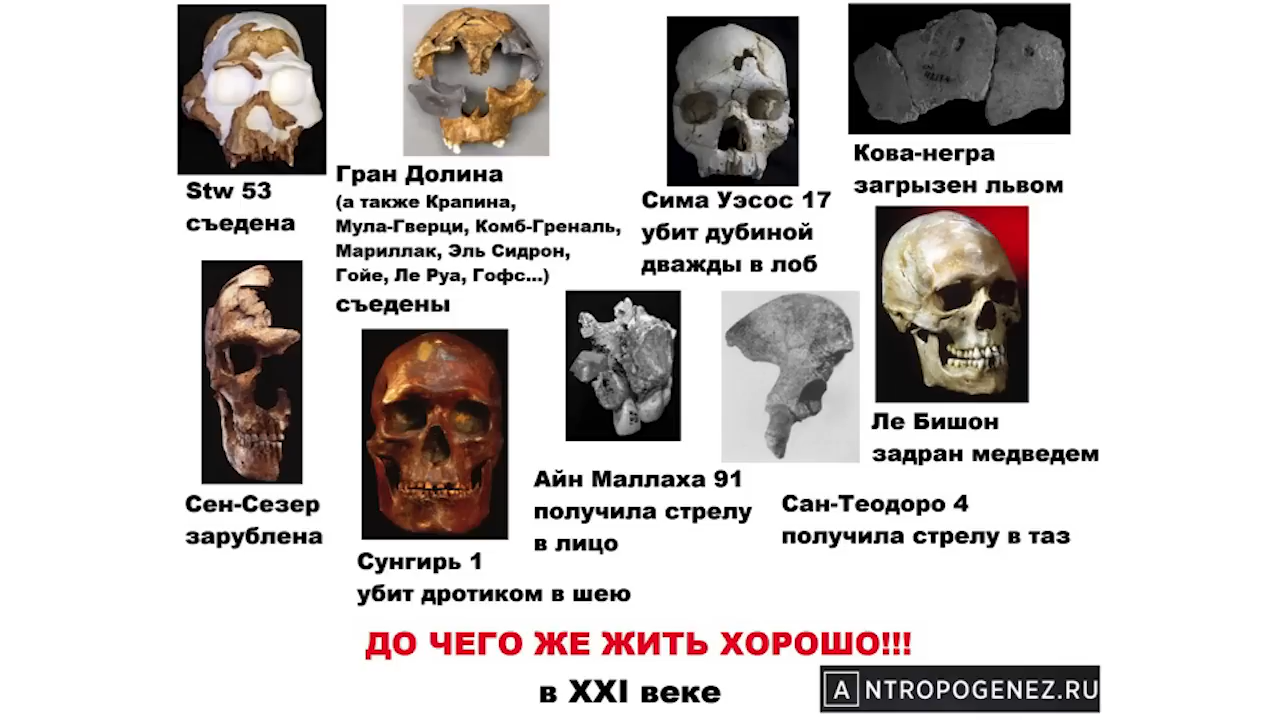 Stw 53
съедена
Гран Долина
(а также Крапина,
Мула-Гверци, Комб-Греналь,
Мариллак, Эль Сидрон,
Гойе, Ле Руа, Гофс...)
съедены
Сима Уэсос 17
убит дубиной
дважды в лоб
Кова-негра
загрызен львом
Сен-Сезер
зарублена
Сунгирь 1
убит дротиком в шею
Айн Маллаха 91
получила стрелу
в лицо
Ле Бишон
задран медведем
Сан-Теодоро 4
получила стрелу в таз
ДО ЧЕГО ЖЕ ЖИТЬ ХОРОШО!!!
в XXI веке
ANTROPOGENEZ.RU